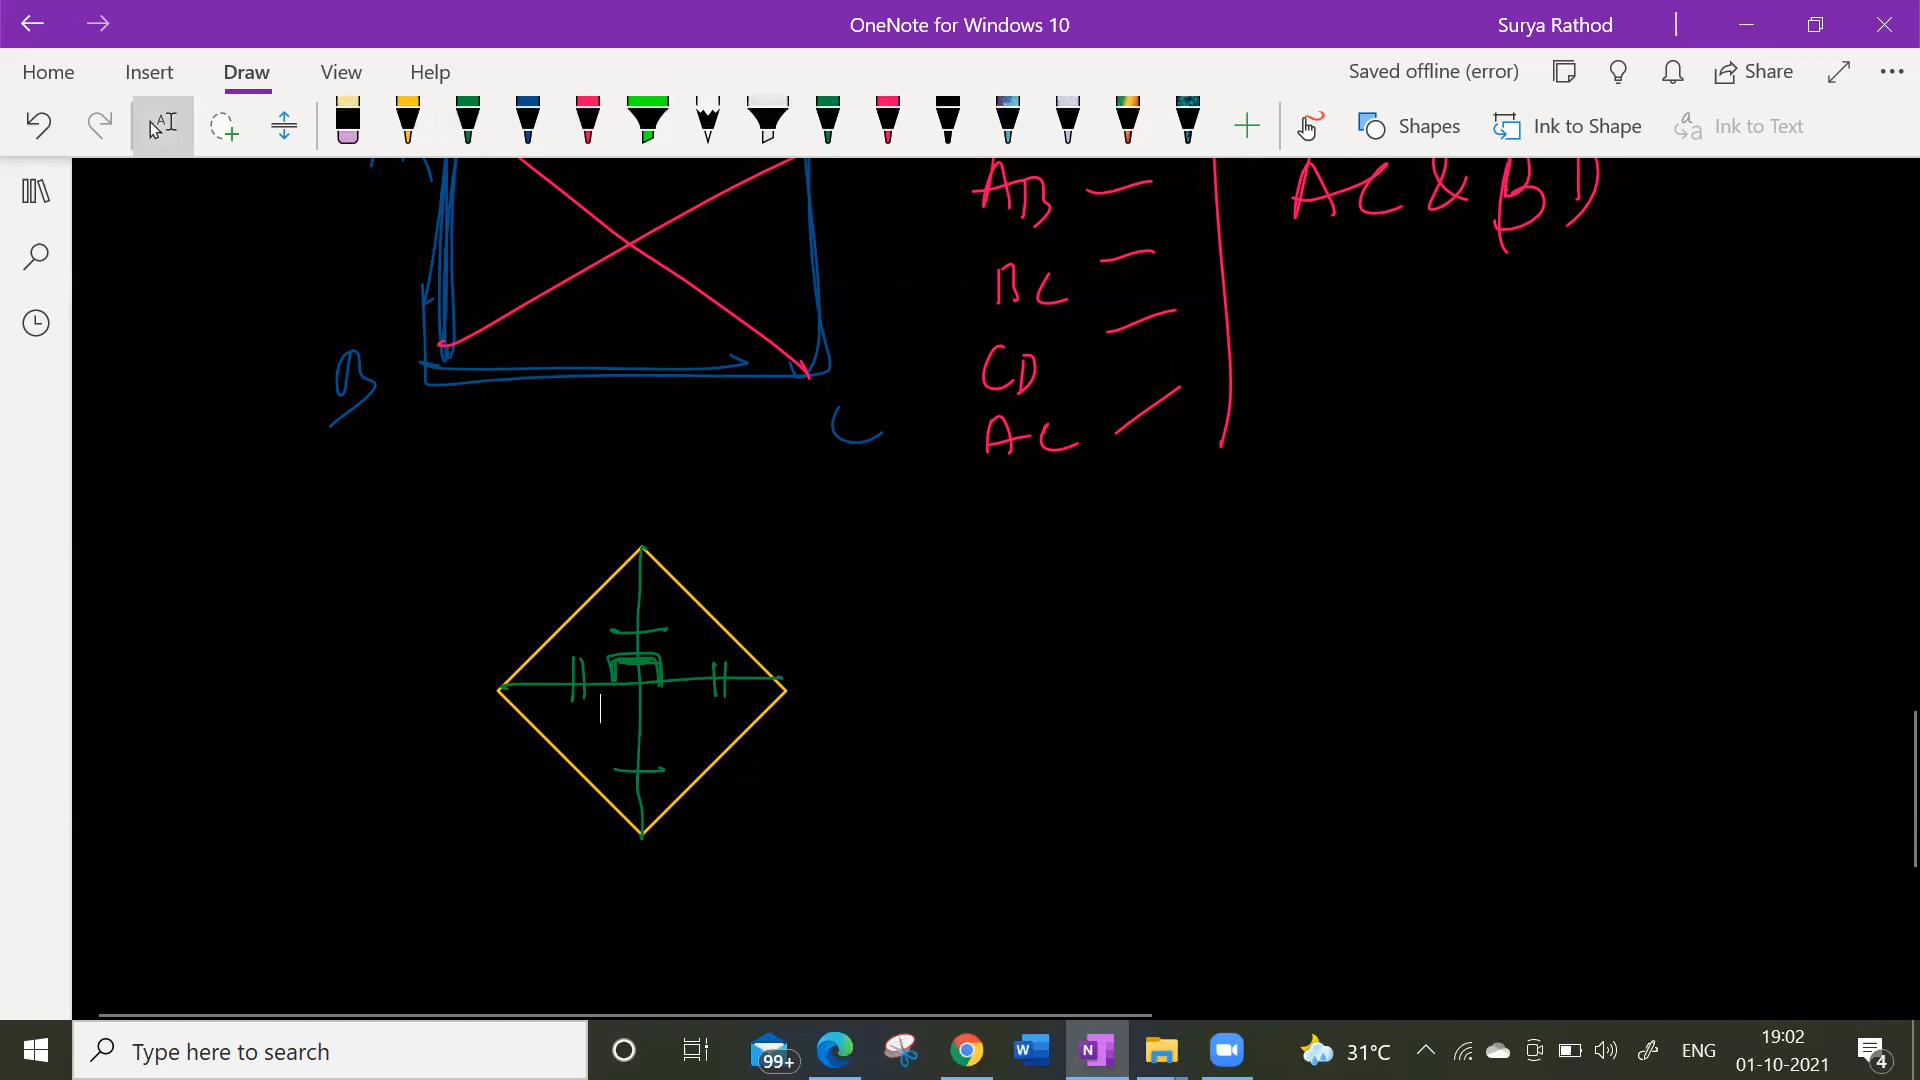 OneNote for Windows 10
Surya Rathod
Home
Insert
Draw
View
Help
Saved offline (error)
Share
Shapes
Ink to Shape
Ink to Text
AB
AC & BD
BC
CD
AC
B
C
Type here to search
99+
31°C
ENG
19:02
01-10-2021
4